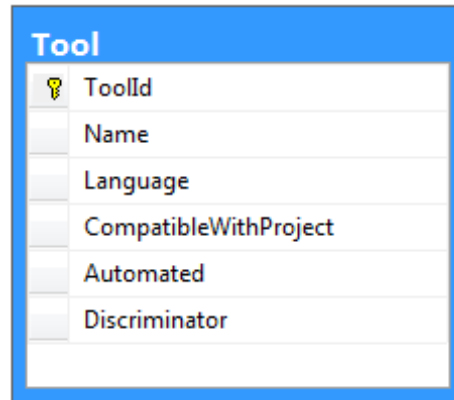 Tool
ToolId
Name
Language
CompatibleWithProject
Automated
Discriminator